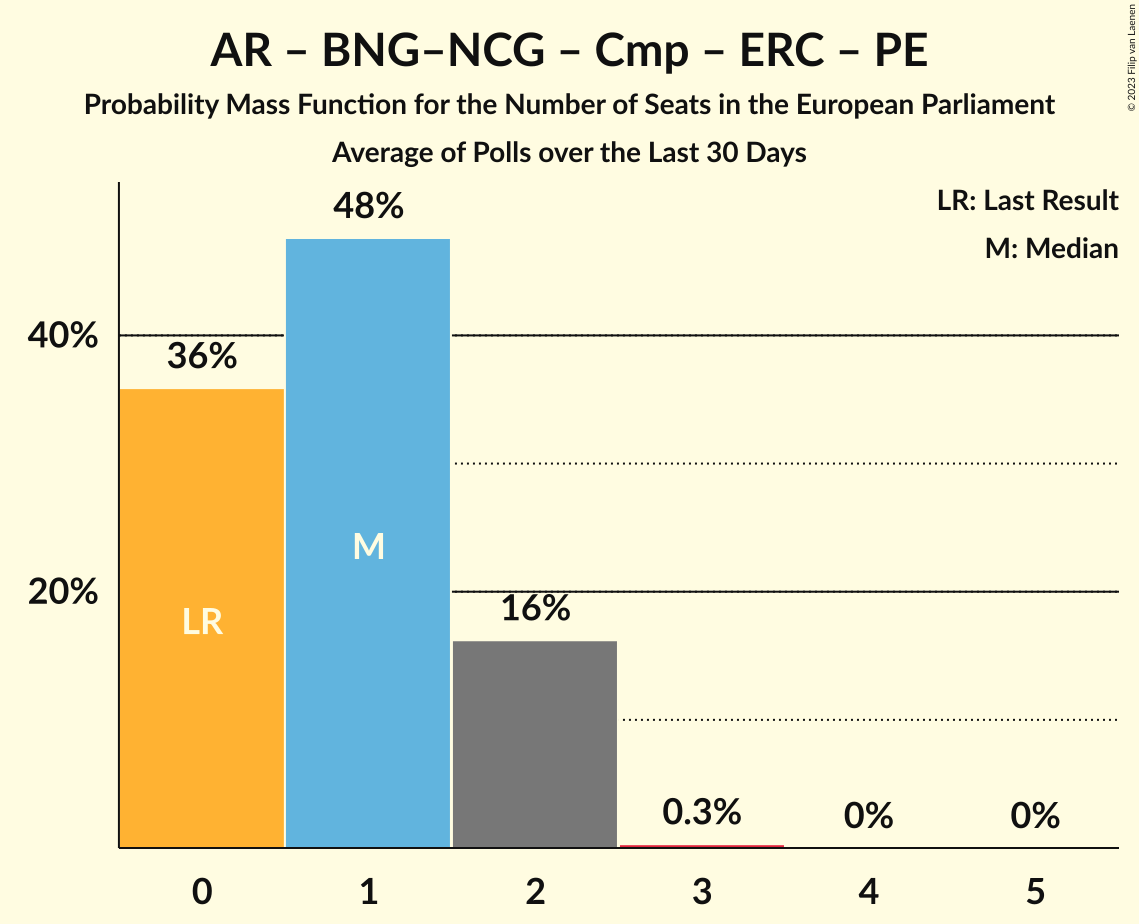 AR – BNG–NCG – Cmp – ERC – PE
Probability Mass Function for the Number of Seats in the European Parliament
Average of Polls over the Last 30 Days
© 2023 Filip van Laenen
LR: Last Result
M: Median
48%
40%
36%
M
20%
16%
LR
0.3%
0%
0%
0
1
2
3
4
5